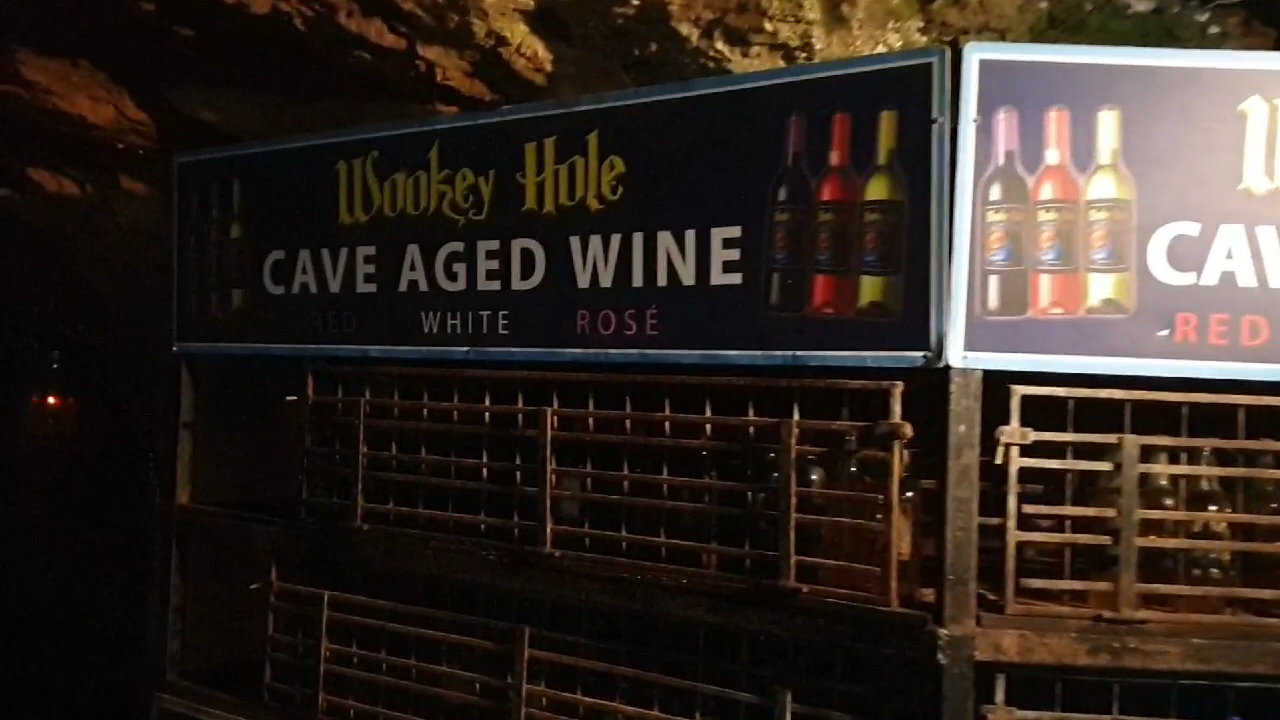 Wookey Hole
CAVE AGED WINE
RED WHITE ROSÉ
CAV
RED